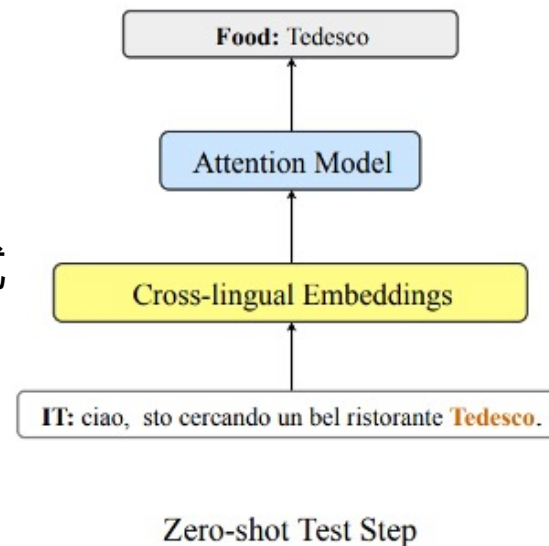 Food: Tedesco
Attention Model
Cross-lingual Embeddings
IT: ciao, sto cercando un bel ristorante Tedesco.
Zero-shot Test Step